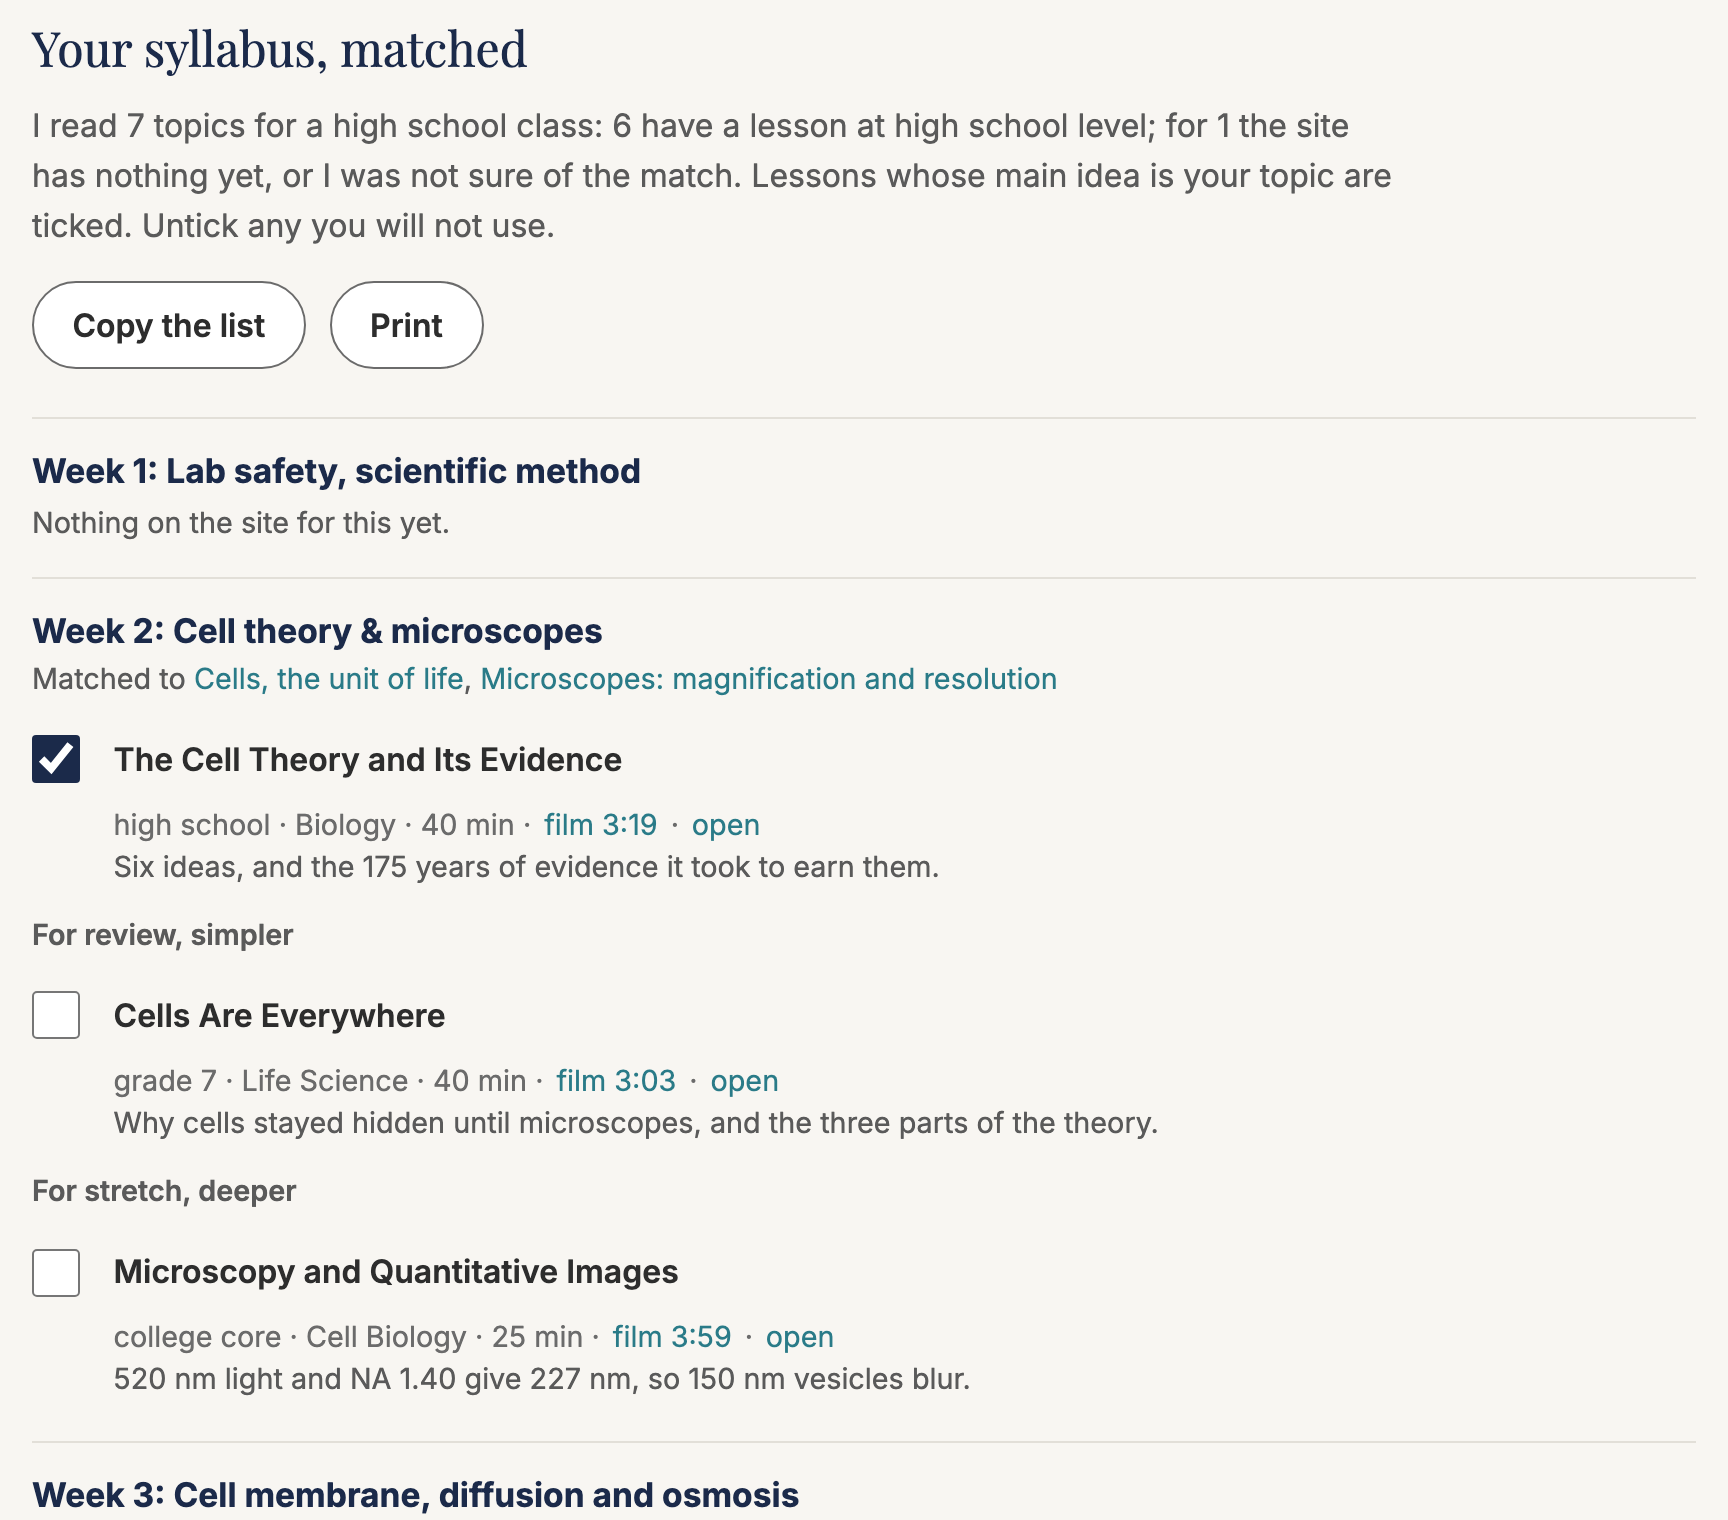 Your syllabus, matched
I read 7 topics for a high school class: 6 have a lesson at high school level; for 1 the site
has nothing yet, or I was not sure of the match. Lessons whose main idea is your topic are
ticked. Untick any you will not use.
Copy the list
Print
Week 1: Lab safety, scientific method
Nothing on the site for this yet.
Week 2: Cell theory & microscopes
Matched to Cells, the unit of life, Microscopes: magnification and resolution
The Cell Theory and Its Evidence
high school · Biology · 40 min · film 3:19 · open
Six ideas, and the 175 years of evidence it took to earn them.
For review, simpler
Cells Are Everywhere
grade 7 · Life Science · 40 min · film 3:03 · open
Why cells stayed hidden until microscopes, and the three parts of the theory.
For stretch, deeper
Microscopy and Quantitative Images
college core · Cell Biology · 25 min · film 3:59 · open
520 nm light and NA 1.40 give 227 nm, so 150 nm vesicles blur.
Week 3: Cell membrane, diffusion and osmosis